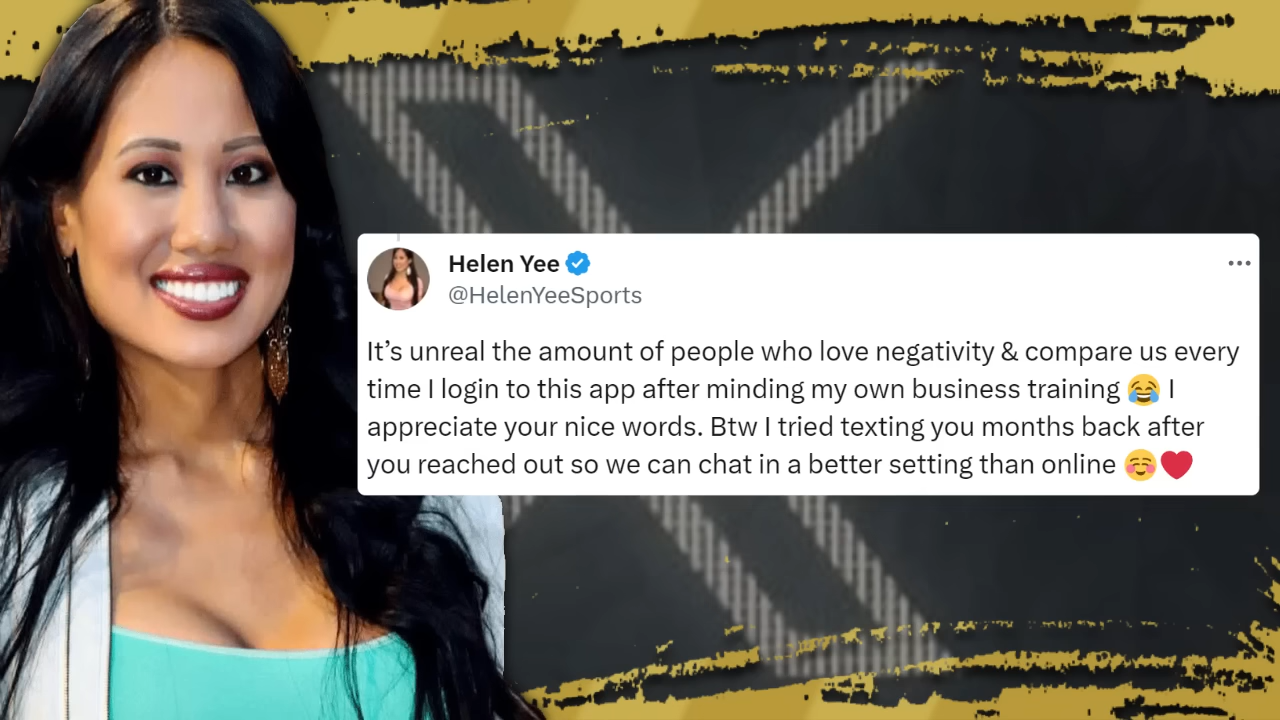 Helen Yee
@HelenYeeSports
It’s unreal the amount of people who love negativity & compare us every
time I login to this app after minding my own business training 😂 I
appreciate your nice words. Btw I tried texting you months back after
you reached out so we can chat in a better setting than online ☺️❤️